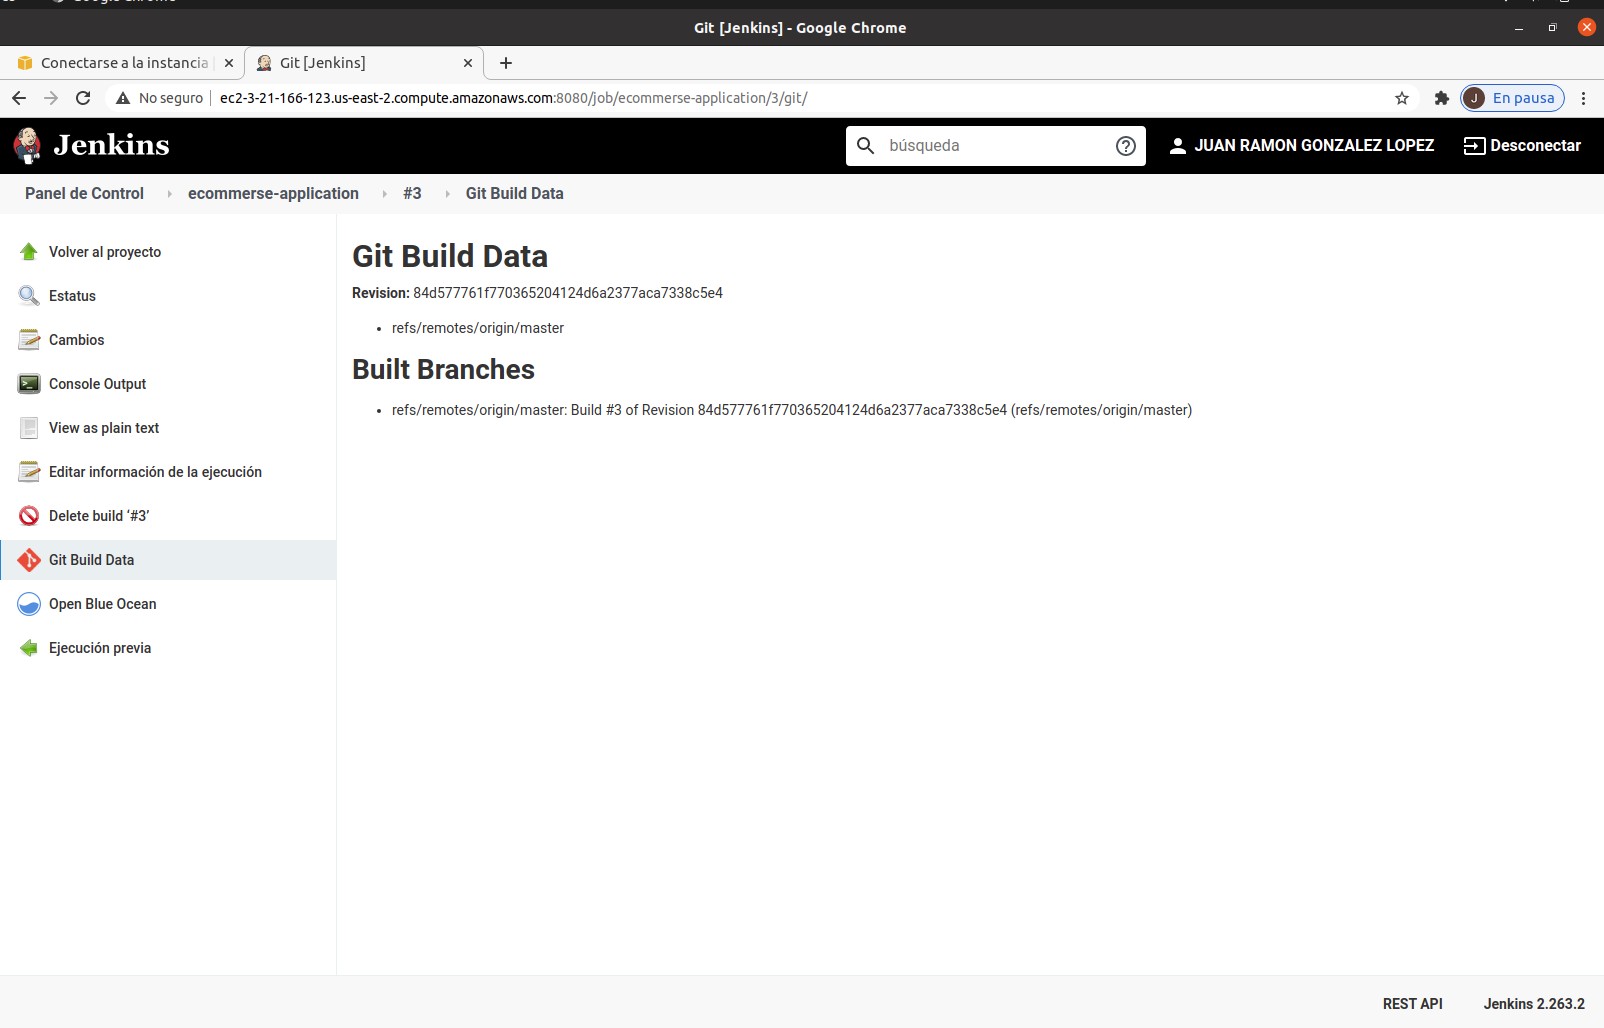 Git [Jenkins] - Google Chrome
Conectarse a la instancia
Git [Jenkins]
No seguro
ec2-3-21-166-123.us-east-2.compute.amazonaws.com:8080/job/ecommerse-application/3/git/
J
En pausa
Jenkins
búsqueda
JUAN RAMON GONZALEZ LOPEZ
Desconectar
Panel de Control
ecommerse-application
#3
Git Build Data
Volver al proyecto
Estatus
Cambios
Console Output
View as plain text
Editar información de la ejecución
Delete build ‘#3’
Git Build Data
Open Blue Ocean
Ejecución previa
Git Build Data
Revision: 84d577761f770365204124d6a2377aca7338c5e4
refs/remotes/origin/master
Built Branches
refs/remotes/origin/master: Build #3 of Revision 84d577761f770365204124d6a2377aca7338c5e4 (refs/remotes/origin/master)
REST API
Jenkins 2.263.2